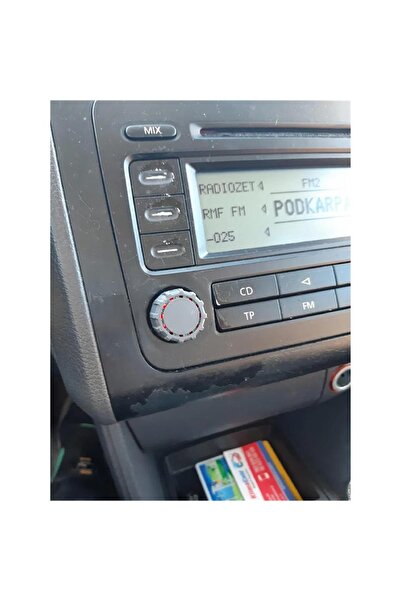 MIX
RADIOZET FM2
RMF FM PODKARPA
-025
CD
TP FM